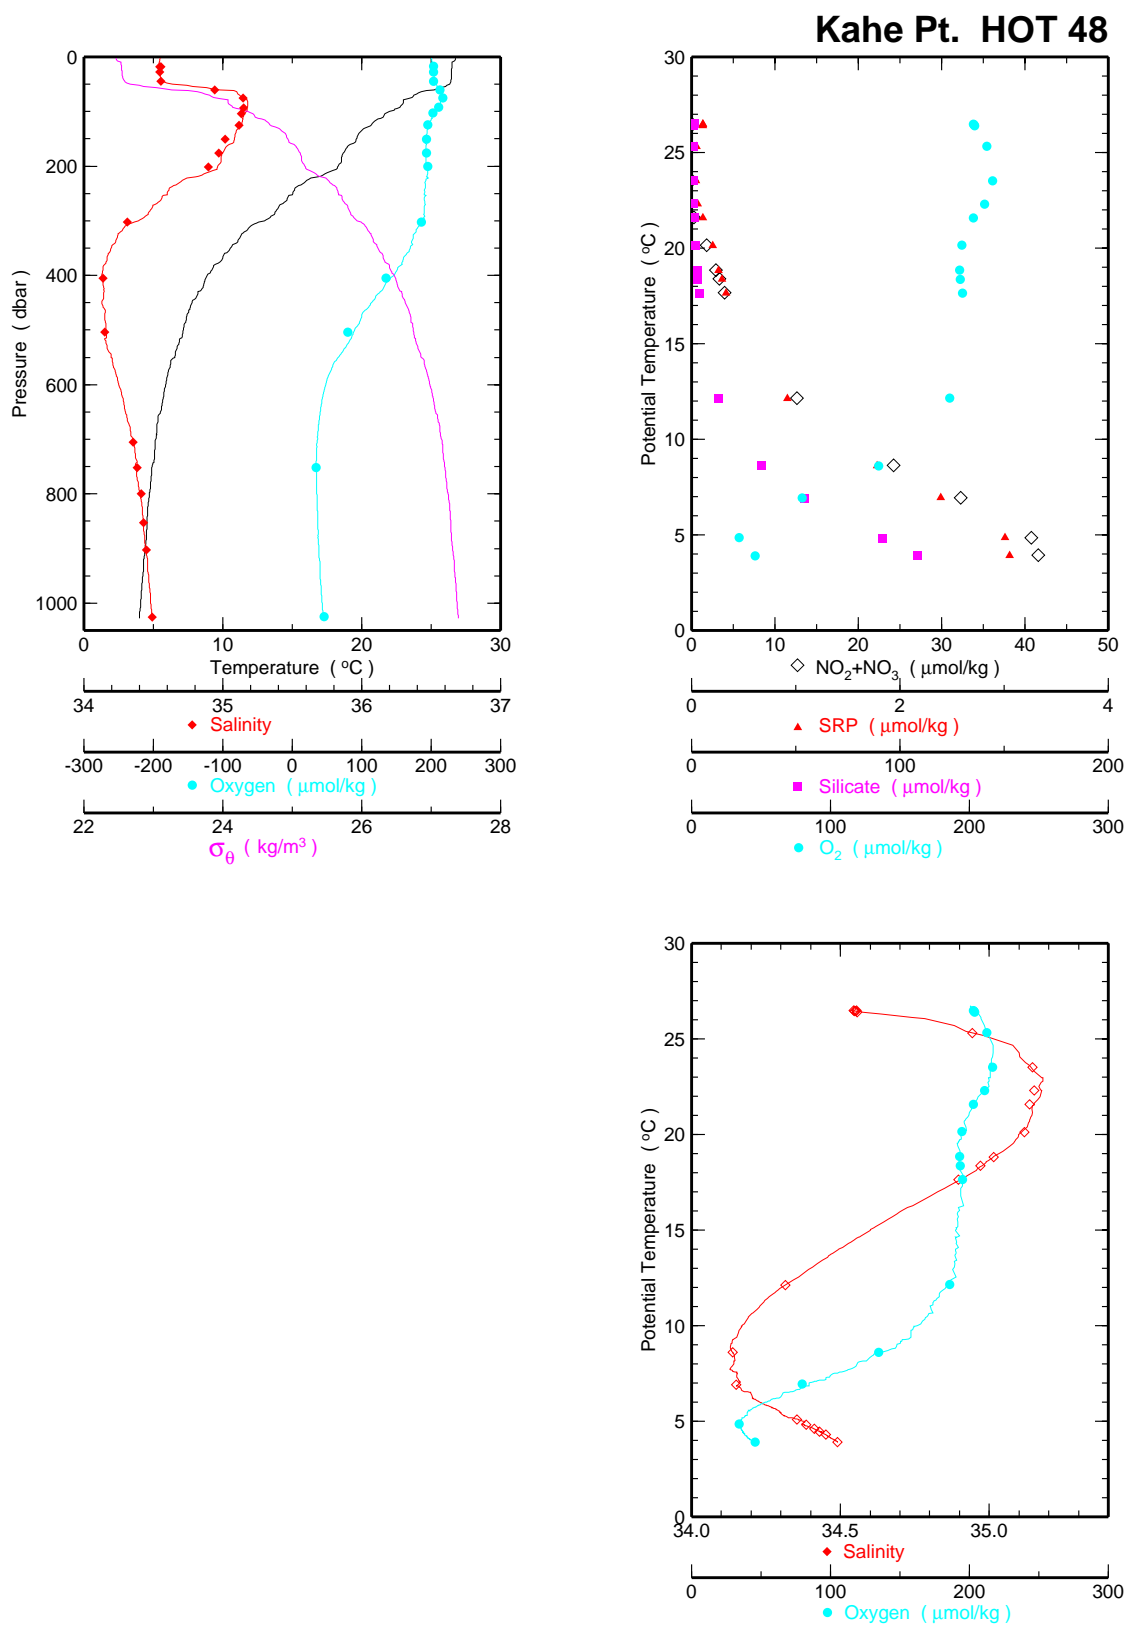 Kahe Pt.  HOT 48
0
200
400
600
800
1000
Pressure ( dbar )
0 10 20 30
Temperature ( °C )
34 35 36 37
Salinity
-300 -200 -100 0 100 200 300
Oxygen ( μmol/kg )
22 24 26 28
σθ ( kg/m³ )
30
25
20
15
10
5
0
Potential Temperature ( °C )
0 10 20 30 40 50
NO₂+NO₃ ( μmol/kg )
0 2 4
SRP ( μmol/kg )
0 100 200
Silicate ( μmol/kg )
0 100 200 300
O₂ ( μmol/kg )
30
25
20
15
10
5
0
Potential Temperature ( °C )
34.0 34.5 35.0
Salinity
0 100 200 300
Oxygen ( μmol/kg )